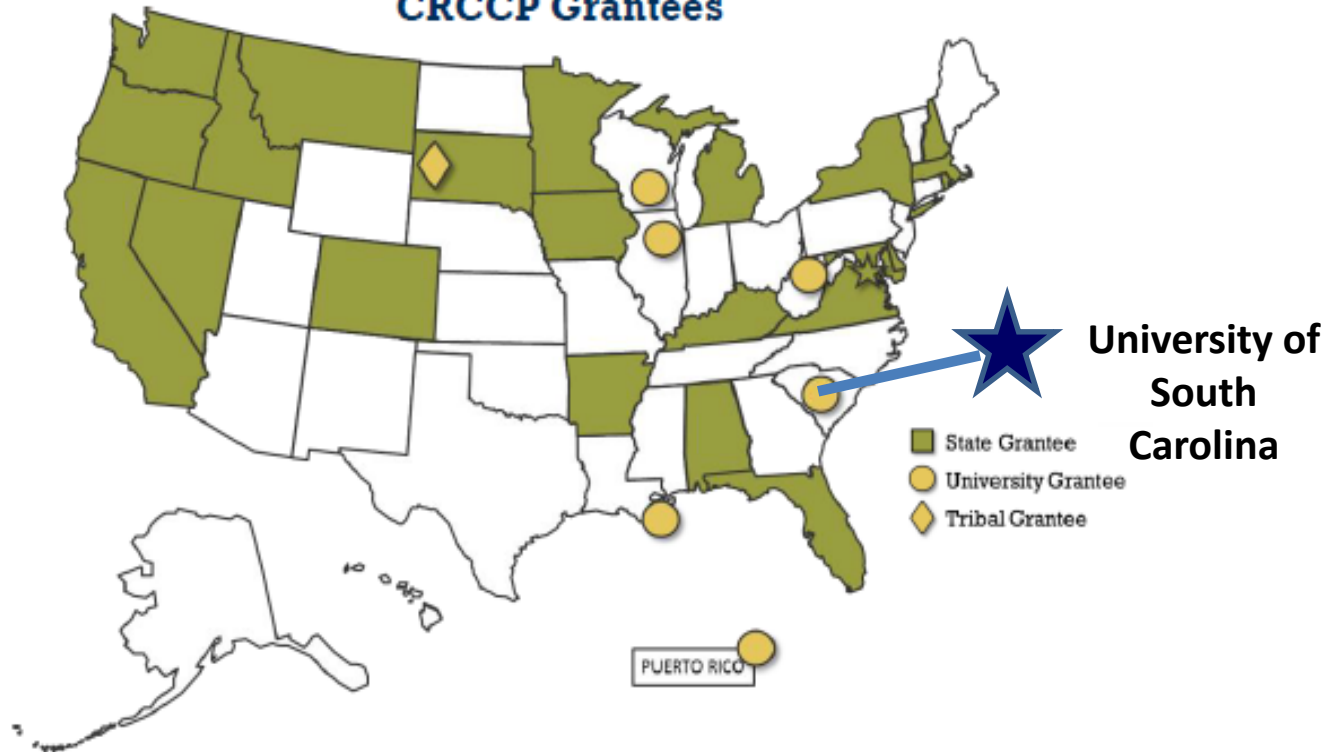 CRCCP Grantees
University of
South
Carolina
State Grantee
University Grantee
Tribal Grantee
PUERTO RICO